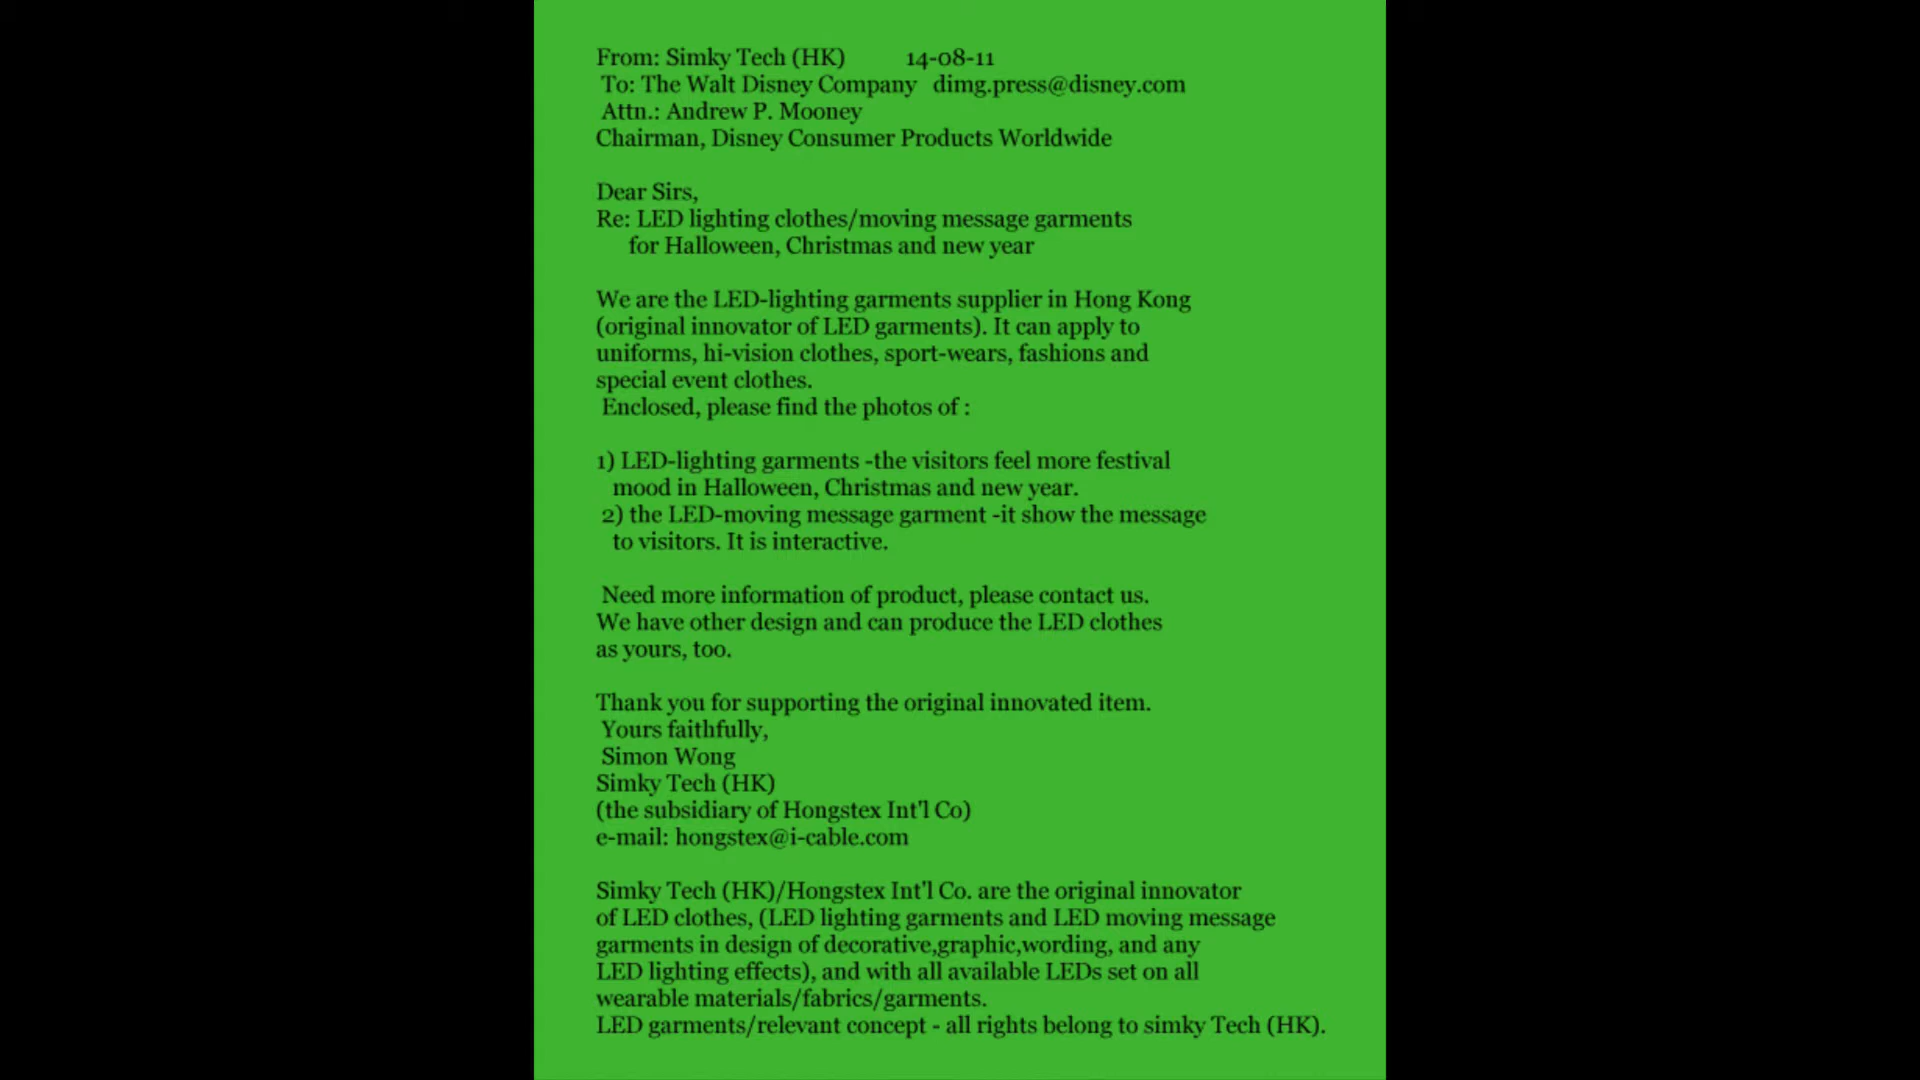 From: Simky Tech (HK) 14-08-11
To: The Walt Disney Company dimg.press@disney.com
Attn.: Andrew P. Mooney
Chairman, Disney Consumer Products Worldwide
Dear Sirs,
Re: LED lighting clothes/moving message garments
for Halloween, Christmas and new year
We are the LED-lighting garments supplier in Hong Kong
(original innovator of LED garments). It can apply to
uniforms, hi-vision clothes, sport-wears, fashions and
special event clothes.
Enclosed, please find the photos of :
1) LED-lighting garments -the visitors feel more festival
mood in Halloween, Christmas and new year.
2) the LED-moving message garment -it show the message
to visitors. It is interactive.
Need more information of product, please contact us.
We have other design and can produce the LED clothes
as yours, too.
Thank you for supporting the original innovated item.
Yours faithfully,
Simon Wong
Simky Tech (HK)
(the subsidiary of Hongstex Int'l Co)
e-mail: hongstex@i-cable.com
Simky Tech (HK)/Hongstex Int'l Co. are the original innovator
of LED clothes, (LED lighting garments and LED moving message
garments in design of decorative,graphic,wording, and any
LED lighting effects), and with all available LEDs set on all
wearable materials/fabrics/garments.
LED garments/relevant concept - all rights belong to simky Tech (HK).